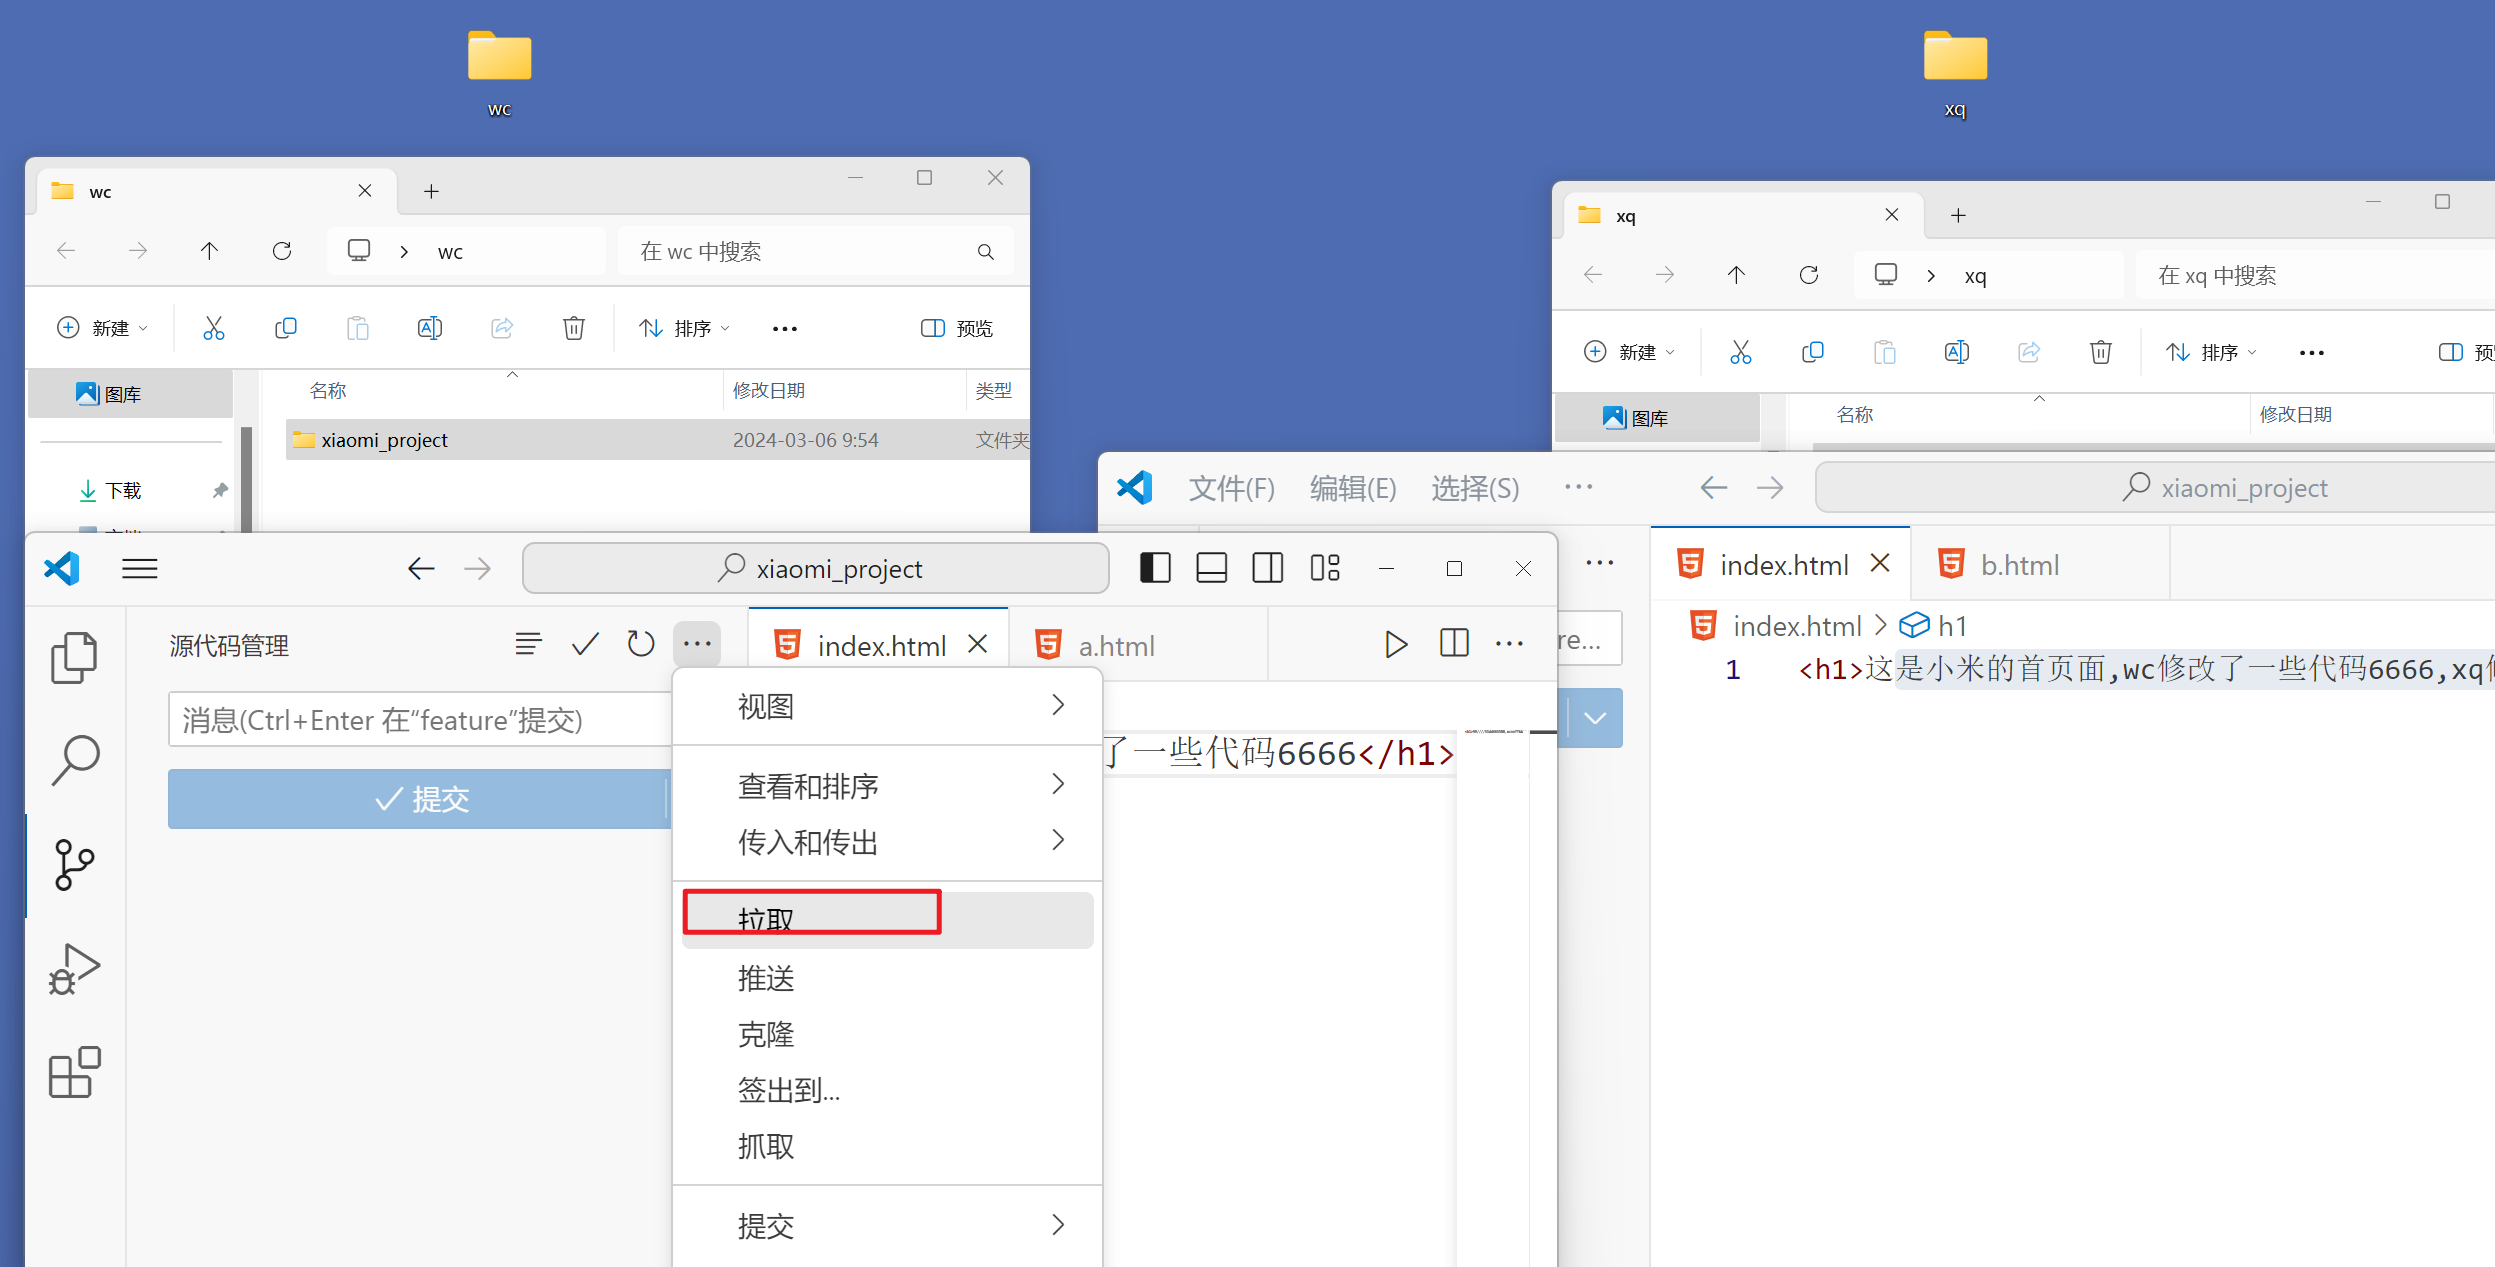 wc
xq
wc
wc
在 wc 中搜索
新建
排序
预览
图库
名称
修改日期
类型
xiaomi_project
2024-03-06 9:54
文件夹
下载
xq
xq
在 xq 中搜索
新建
排序
图库
名称
修改日期
文件(F)
编辑(E)
选择(S)
xiaomi_project
index.html
b.html
index.html
h1
1
<h1>这是小米的首页面,wc修改了一些代码6666,xq
re...
xiaomi_project
源代码管理
index.html
a.html
消息(Ctrl+Enter 在“feature”提交)
提交
了一些代码6666</h1>
视图
查看和排序
传入和传出
拉取
推送
克隆
签出到...
抓取
提交